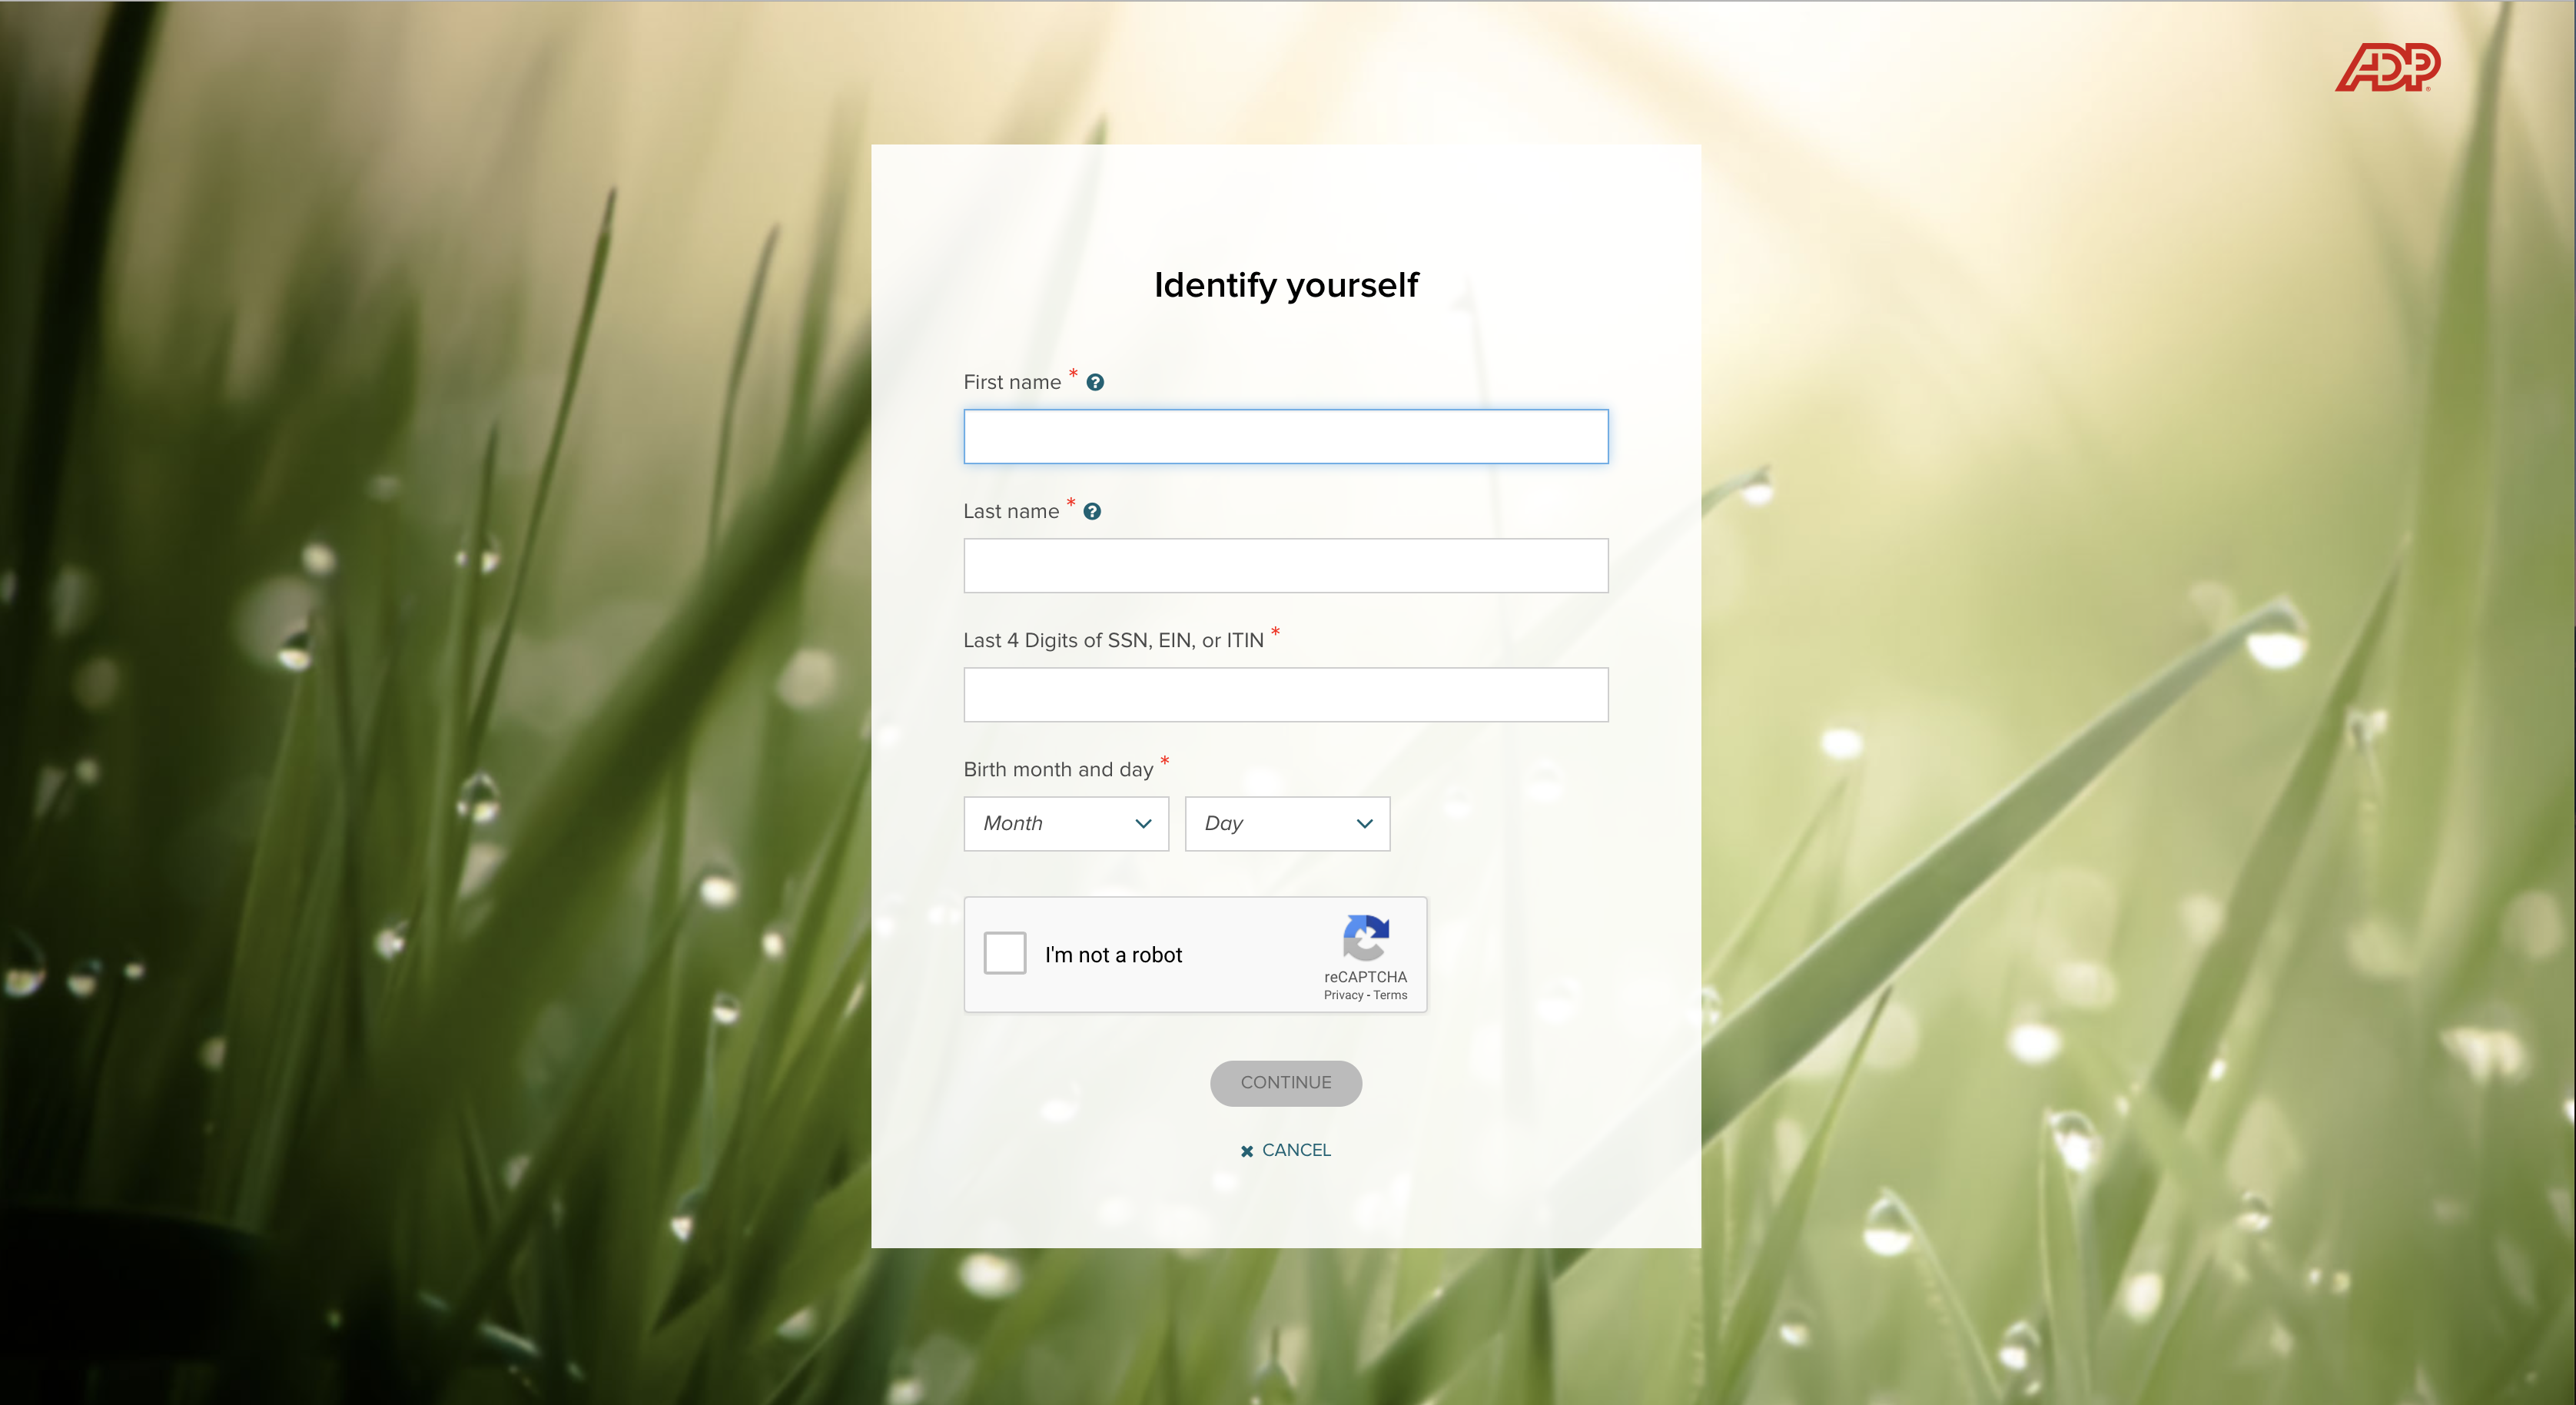 ADP
Identify yourself
First name *
Last name *
Last 4 Digits of SSN, EIN, or ITIN *
Birth month and day *
Month Day
I'm not a robot
reCAPTCHA
Privacy - Terms
CONTINUE
CANCEL